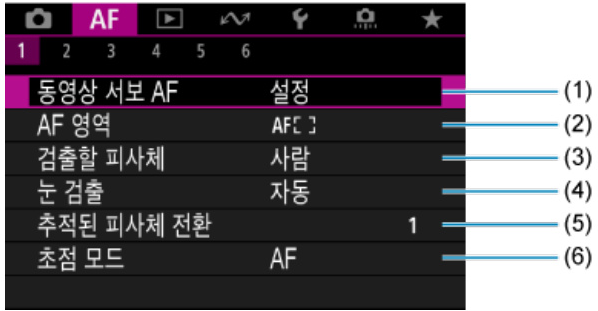 AF
1 2 3 4 5 6
동영상 서보 AF 설정 (1)
AF 영역 AF[ ] (2)
검출할 피사체 사람 (3)
눈 검출 자동 (4)
추적된 피사체 전환 1 (5)
초점 모드 AF (6)